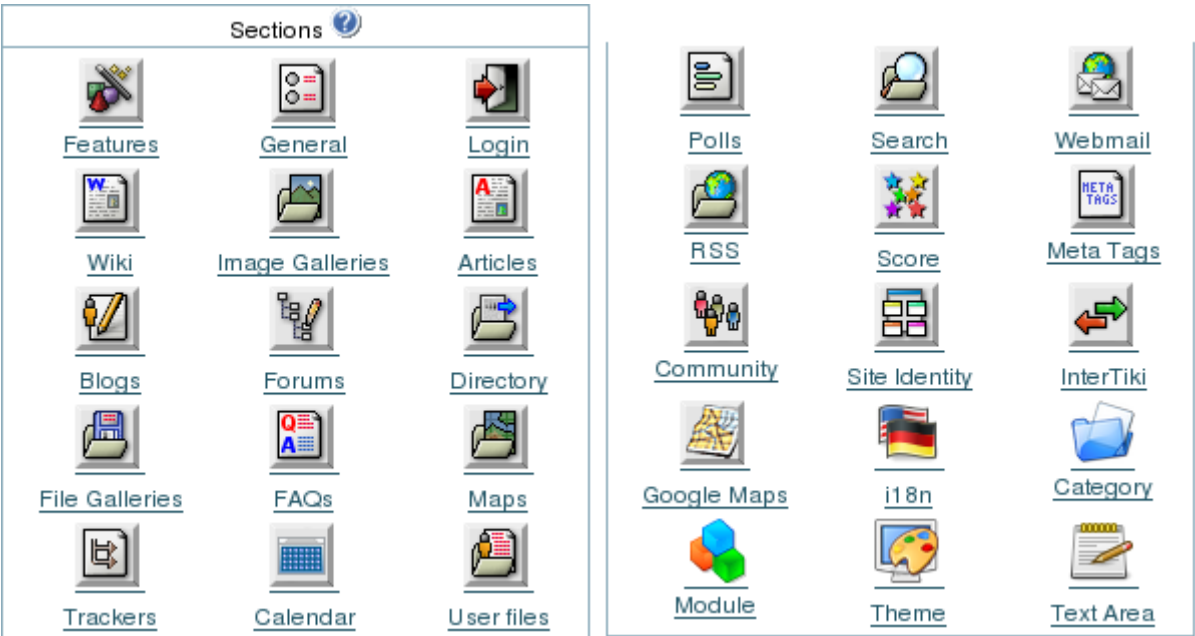 Sections
Features General Login
Wiki Image Galleries Articles
Blogs Forums Directory
File Galleries FAQs Maps
Trackers Calendar User files
Polls Search Webmail
RSS Score Meta Tags
META
TAGS
Community Site Identity InterTiki
Google Maps i18n Category
Module Theme Text Area